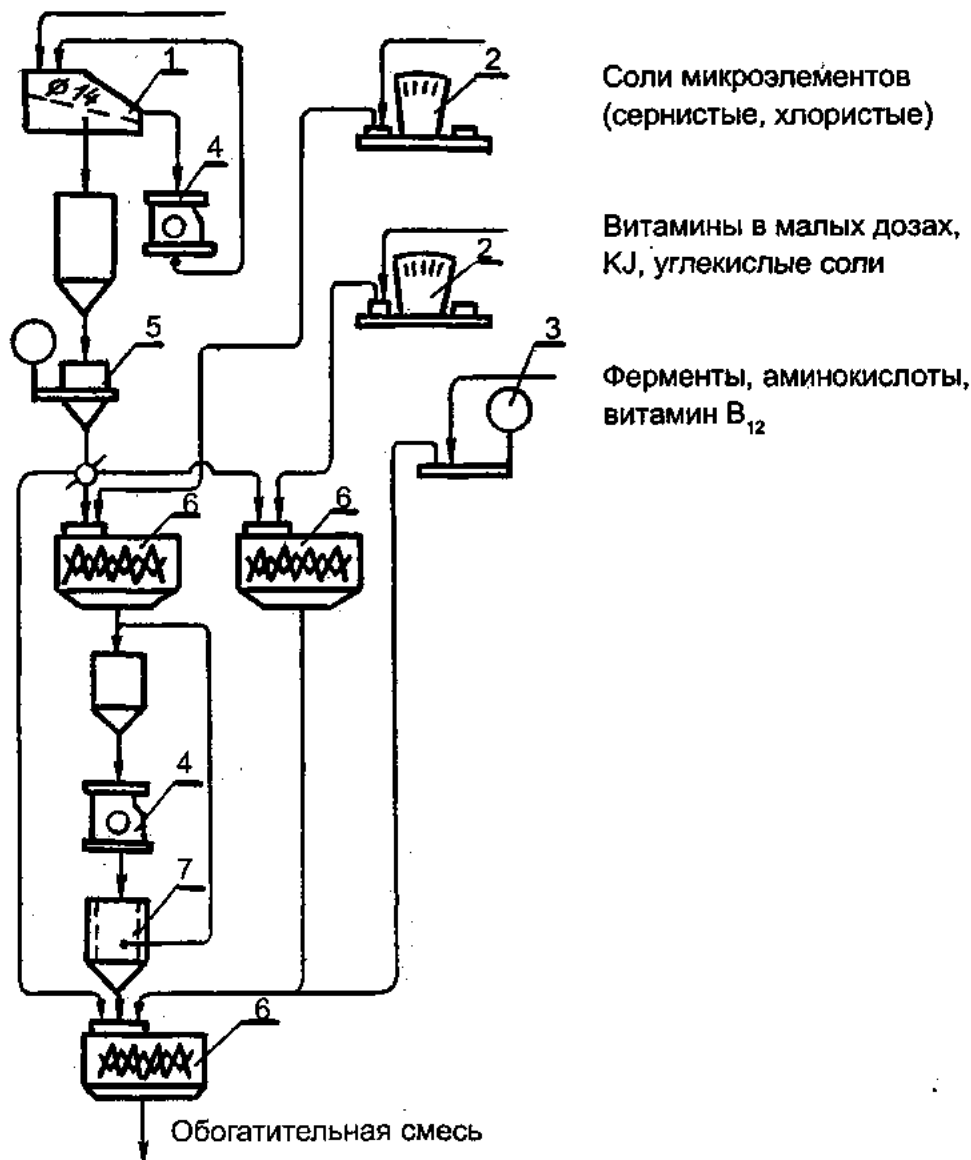 1
Ø 14
2
Соли микроэлементов
(сернистые, хлористые)
4
2
Витамины в малых дозах,
KJ, углекислые соли
5
3
Ферменты, аминокислоты,
витамин B₁₂
6
6
4
7
6
Обогатительная смесь